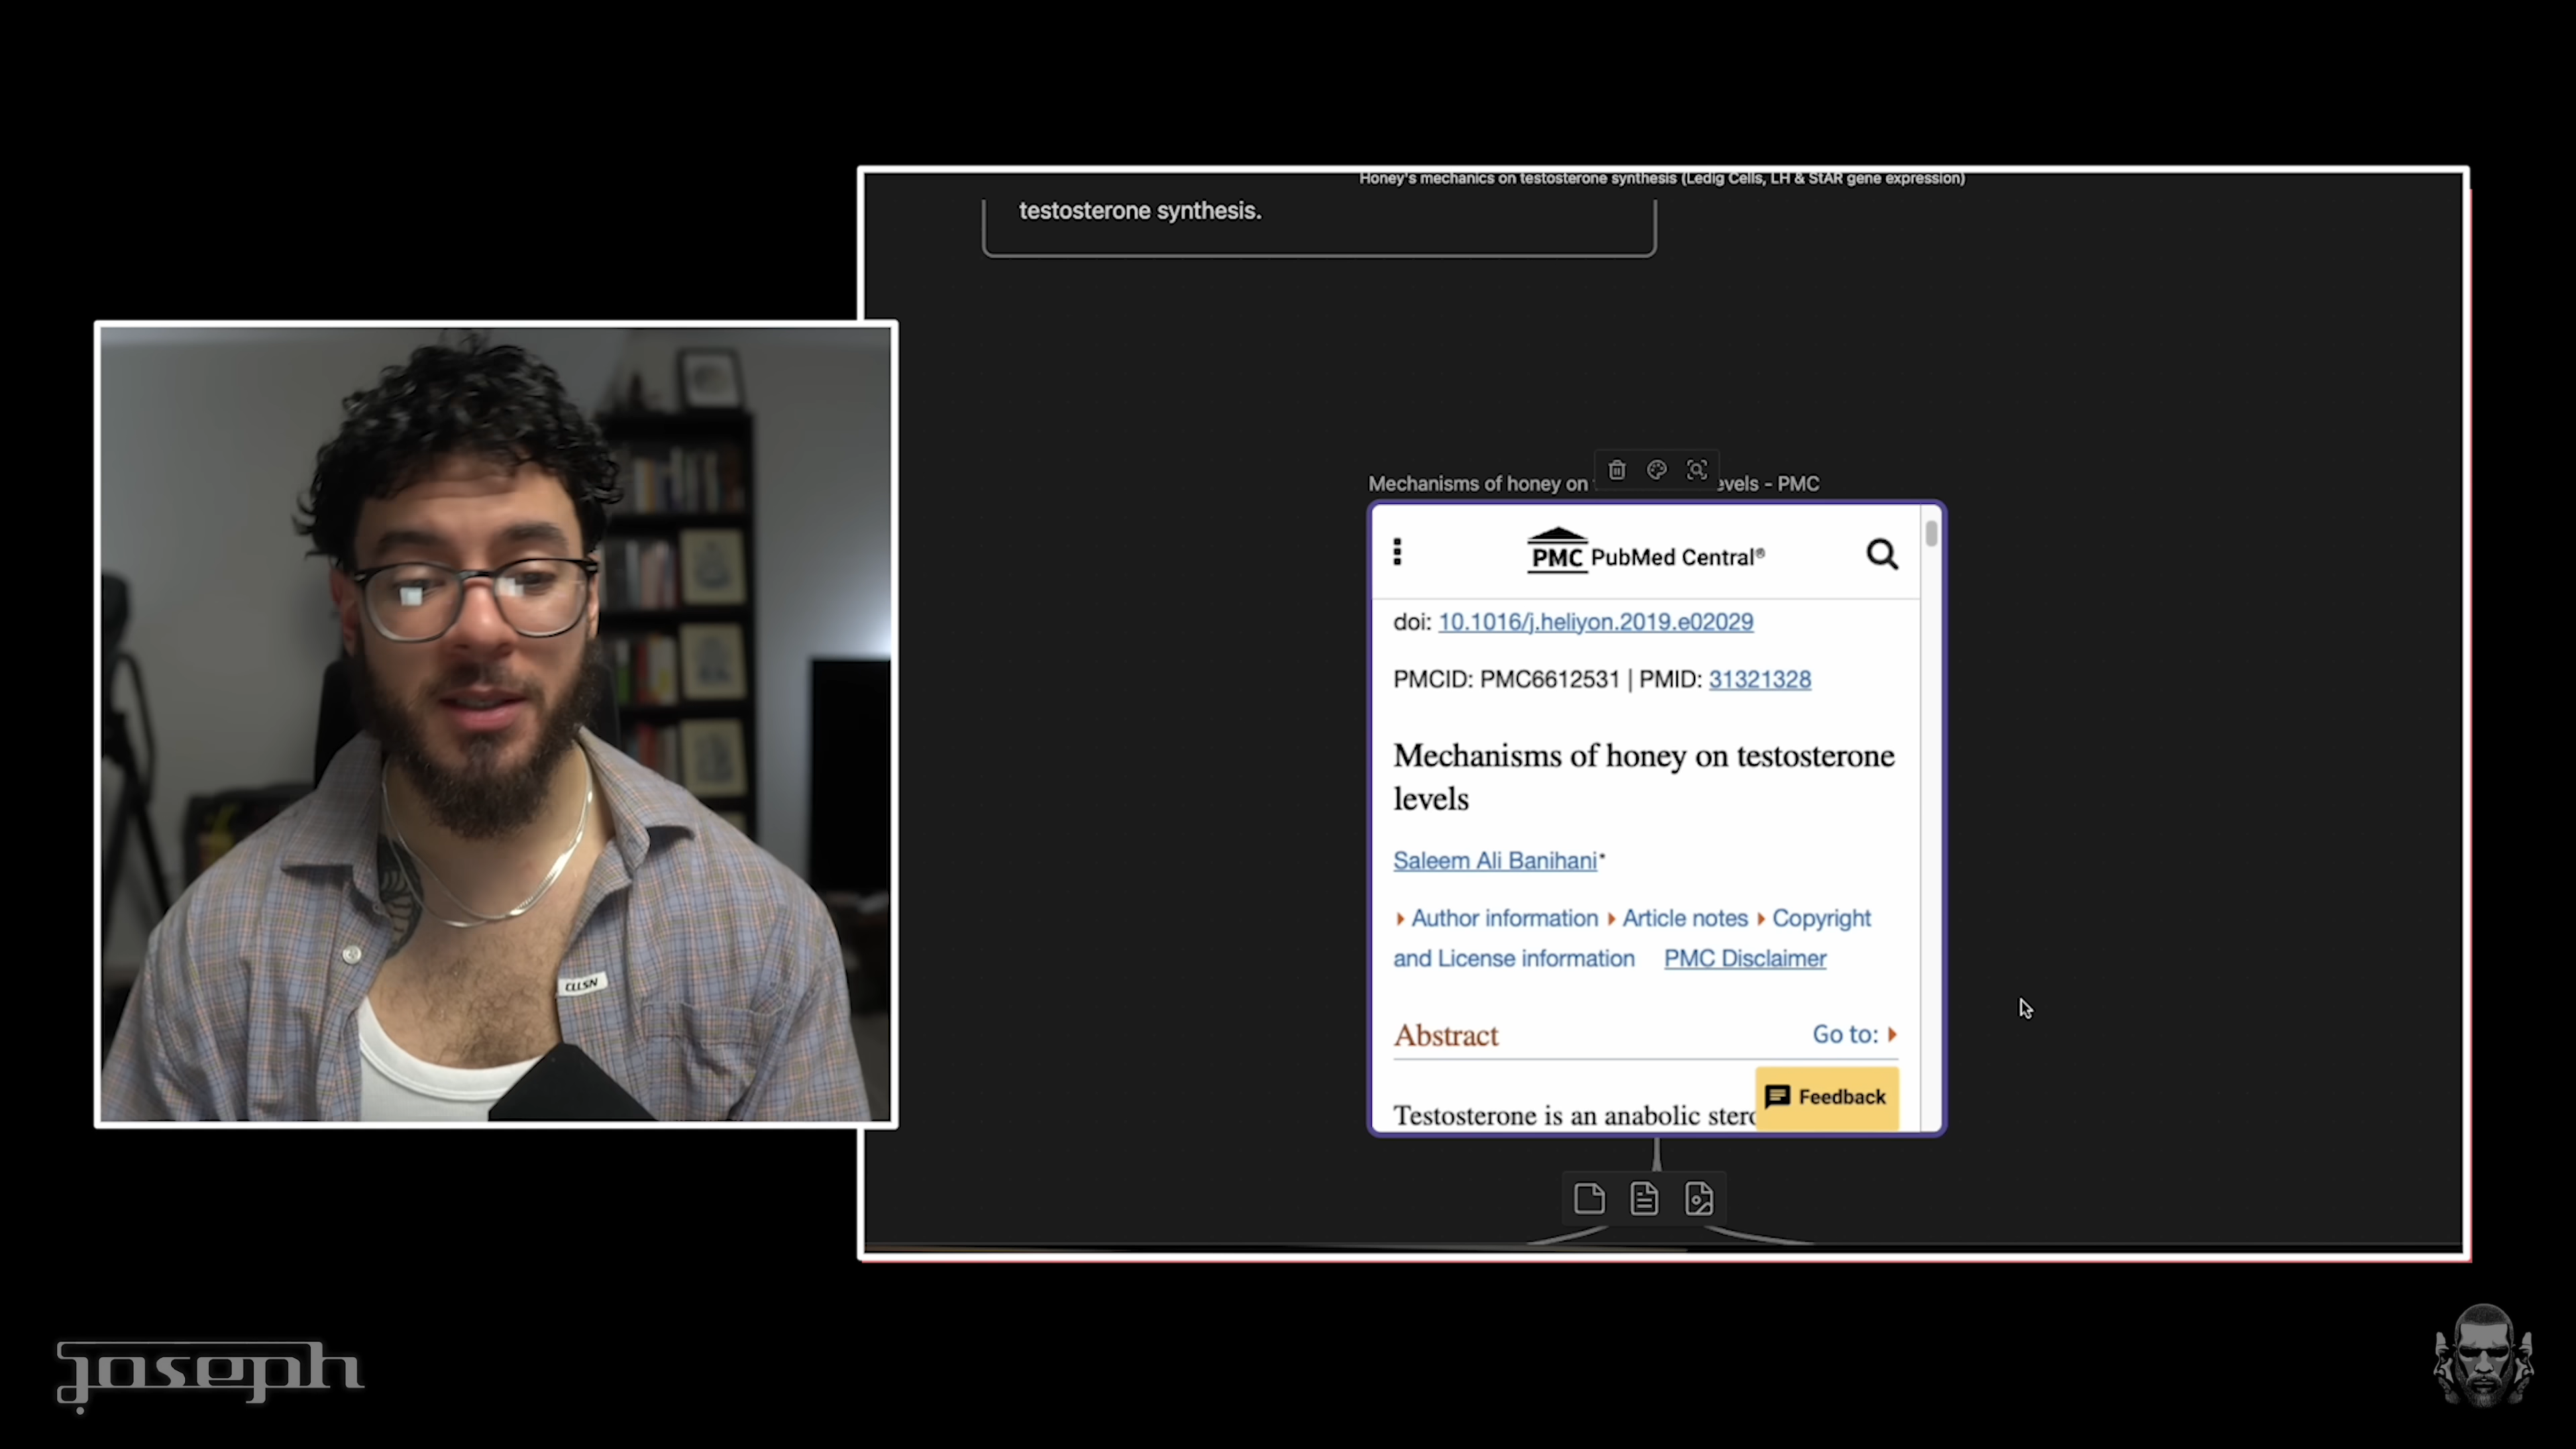 Honey's mechanics on testosterone synthesis (Ledig Cells, LH & StAR gene expression)
testosterone synthesis.
Mechanisms of honey on
evels - PMC
PMC PubMed Central®
doi: 10.1016/j.heliyon.2019.e02029
PMCID: PMC6612531 | PMID: 31321328
Mechanisms of honey on testosterone
levels
Saleem Ali Banihani*
Author information Article notes Copyright
and License information PMC Disclaimer
Abstract
Go to:
Feedback
Testosterone is an anabolic stero
CLLSN
joseph